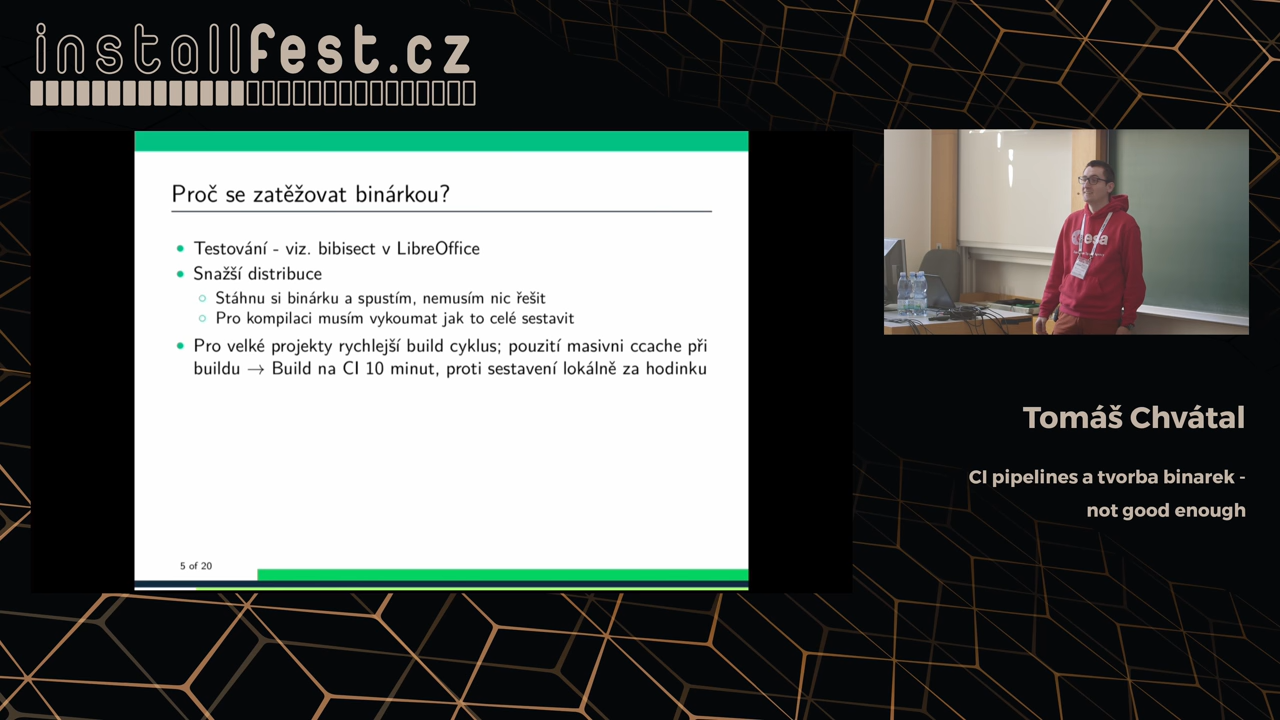 installfest.cz
Proč se zatěžovat binárkou?
Testování - viz. bibisect v LibreOffice
Snažší distribuce
Stáhnu si binárku a spustím, nemusím nic řešit
Pro kompilaci musím vykoumat jak to celé sestavit
Pro velké projekty rychlejší build cyklus; pouzití masivni ccache při
buildu → Build na CI 10 minut, proti sestavení lokálně za hodinku
5 of 20
esa
Tomáš Chvátal
CI pipelines a tvorba binarek -
not good enough